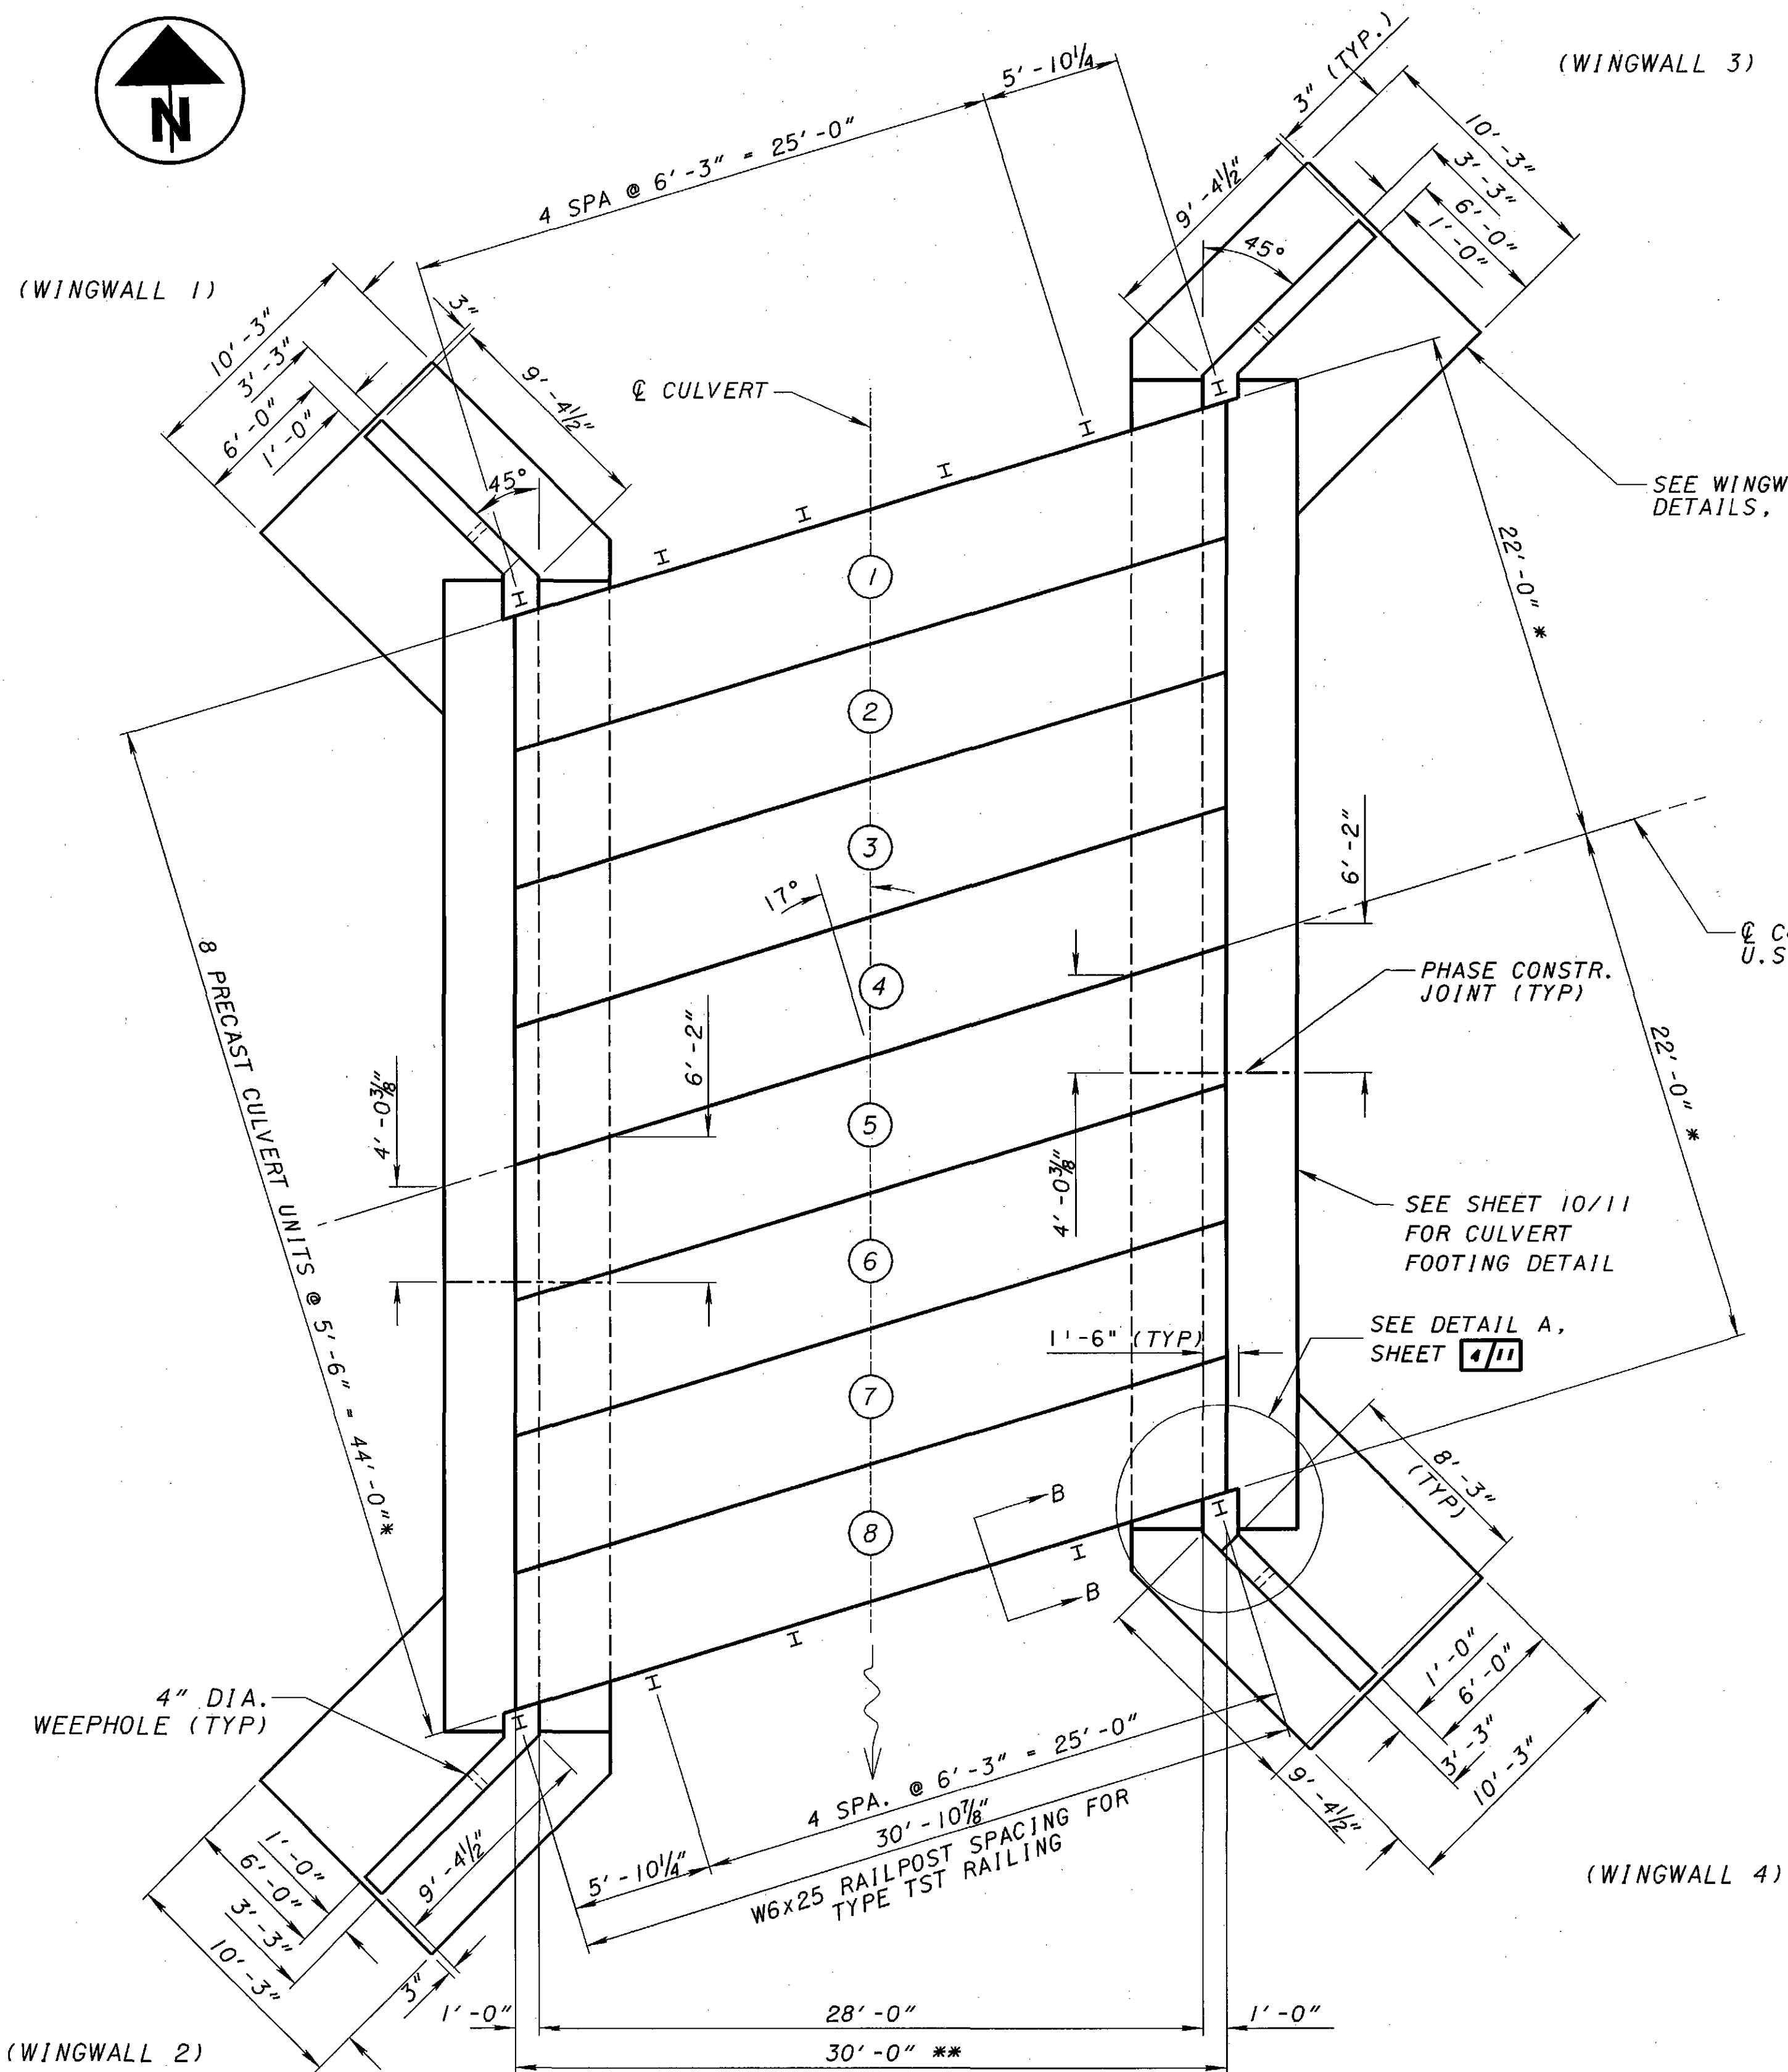 N
(WINGWALL 1)
(WINGWALL 3)
4 SPA @ 6'-3" = 25'-0"
5'-10¼
3" (TYP.)
10'-3"
3'-3"
6'-0"
1'-0"
9'-4½"
45°
10'-3"
3'-3"
6'-0"
1'-0"
3"
9'-4½"
45°
℄ CULVERT
SEE WINGW
DETAILS,
22'-0" *
1
2
3
17°
4
5
6
7
8
6'-2"
℄ C
U.S
PHASE CONSTR.
JOINT (TYP)
8 PRECAST CULVERT UNITS @ 5'-6" = 44'-0"*
4'-0⅜"
6'-2"
4'-0⅜"
22'-0" *
SEE SHEET 10/11
FOR CULVERT
FOOTING DETAIL
1'-6" (TYP)
SEE DETAIL A,
SHEET 4/11
8'-3"
(TYP)
B
B
4" DIA.
WEEPHOLE (TYP)
1'-0"
6'-0"
3'-3"
10'-3"
9'-4½"
4 SPA. @ 6'-3" = 25'-0"
30'-10⅞"
5'-10¼"
W6x25 RAILPOST SPACING FOR
TYPE TST RAILING
1'-0"
6'-0"
3'-3"
10'-3"
9'-4½"
3"
(WINGWALL 4)
(WINGWALL 2)
1'-0"
28'-0"
1'-0"
30'-0" **